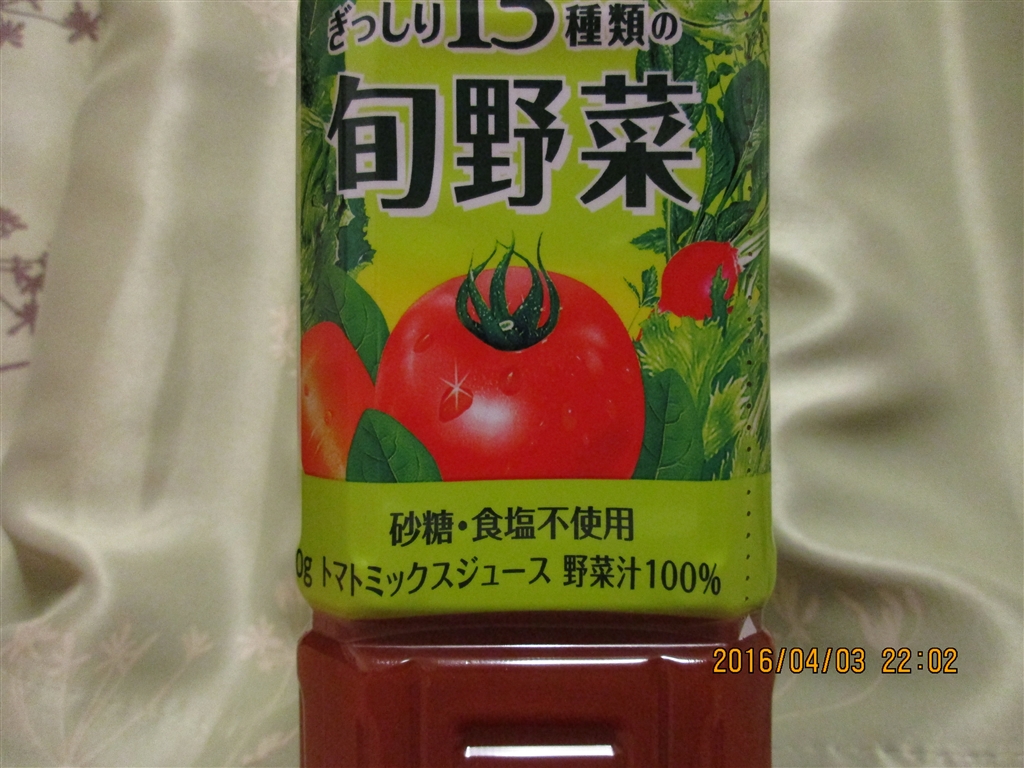 ぎっしり15種類の
旬野菜
砂糖・食塩不使用
0g トマトミックスジュース 野菜汁100%
2016/04/03 22:02